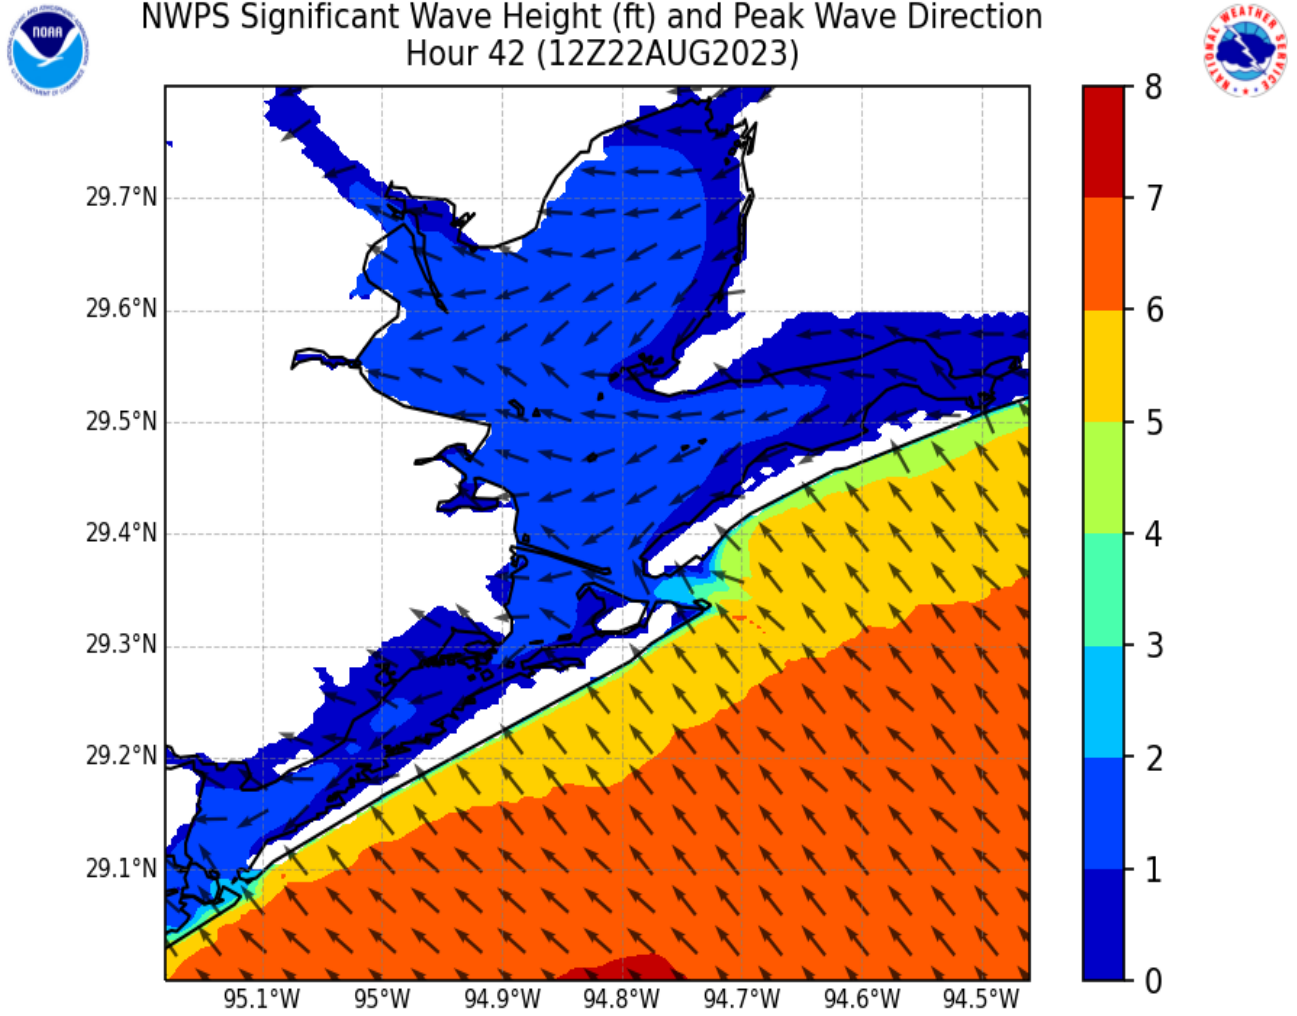 NWPS Significant Wave Height (ft) and Peak Wave Direction
Hour 42 (12Z22AUG2023)
NOAA
NATIONAL WEATHER SERVICE
8
7
6
5
4
3
2
1
0
29.7°N
29.6°N
29.5°N
29.4°N
29.3°N
29.2°N
29.1°N
95.1°W
95°W
94.9°W
94.8°W
94.7°W
94.6°W
94.5°W